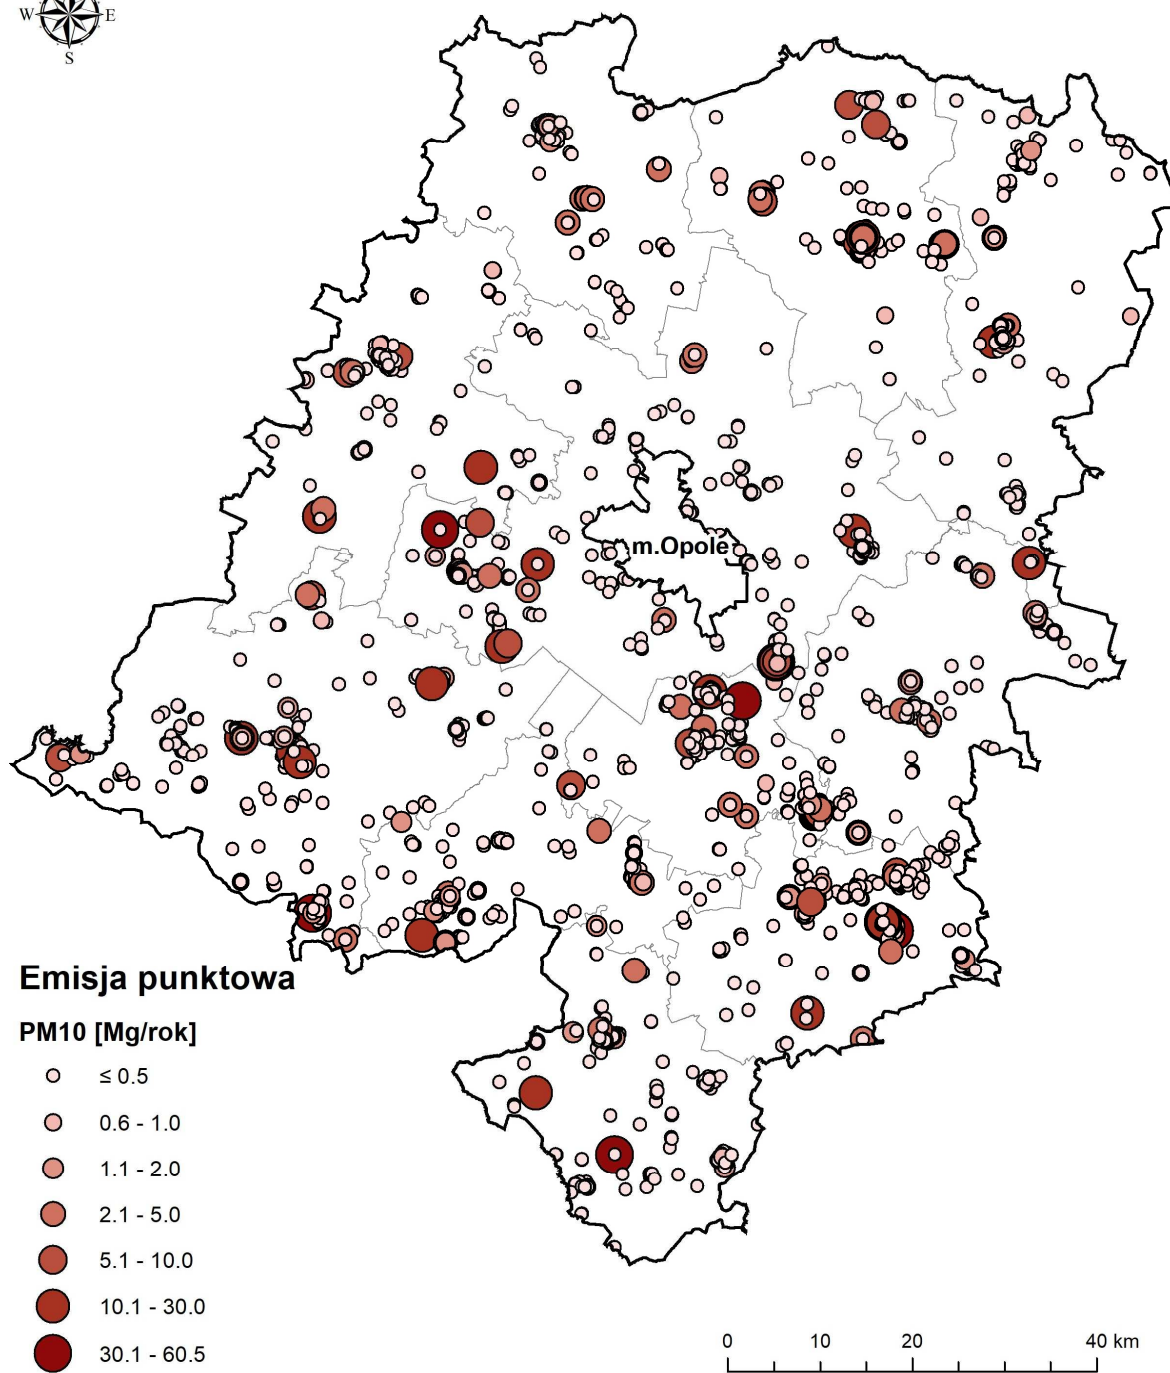 W E
S
m.Opole
Emisja punktowa
PM10 [Mg/rok]
≤ 0.5
0.6 - 1.0
1.1 - 2.0
2.1 - 5.0
5.1 - 10.0
10.1 - 30.0
30.1 - 60.5
0 10 20 40 km